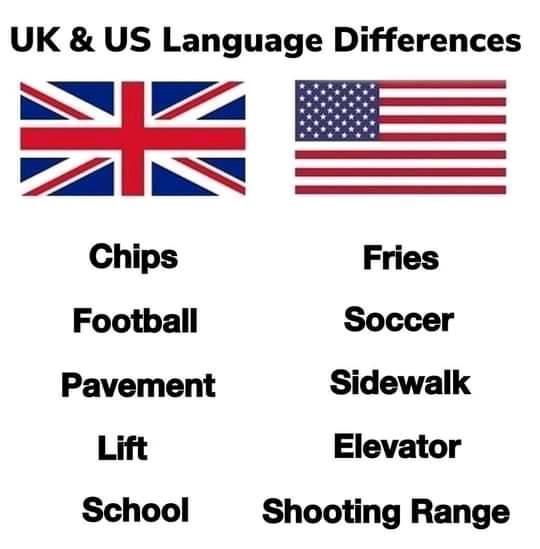 UK & US Language Differences
Chips Fries
Football Soccer
Pavement Sidewalk
Lift Elevator
School Shooting Range